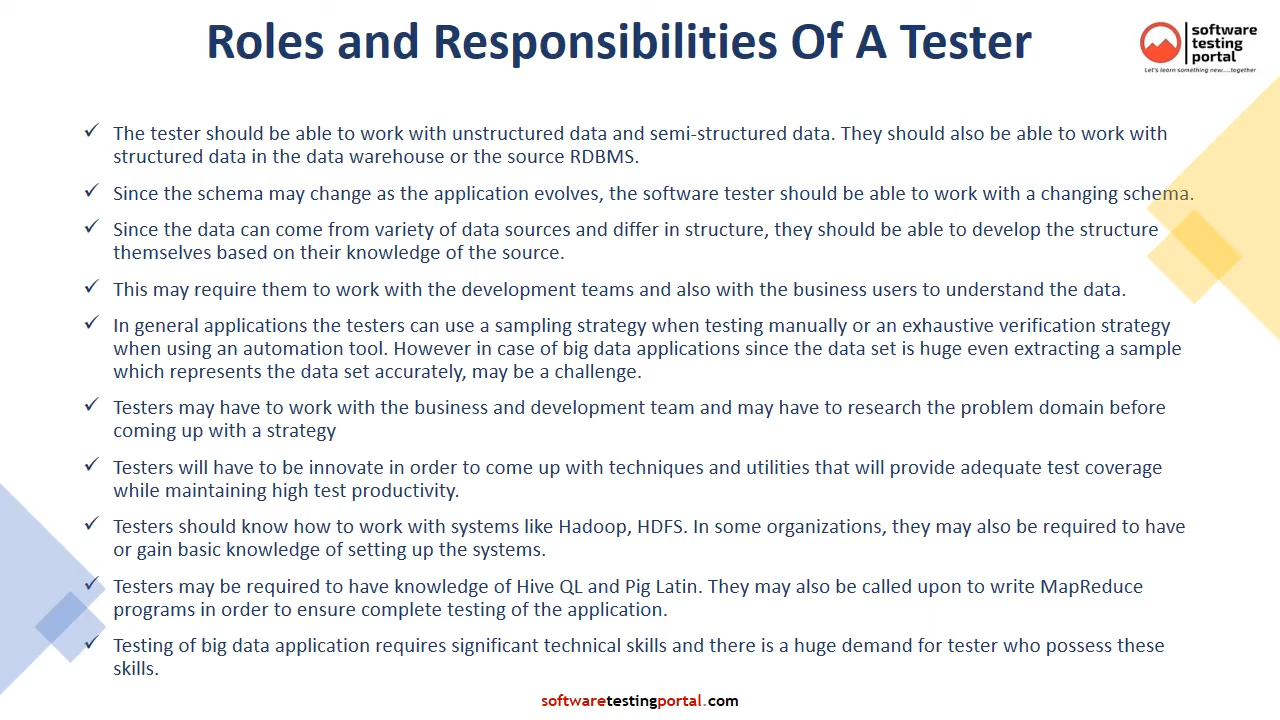 Roles and Responsibilities Of A Tester
software
testing
portal
Let's learn something new....together
✓ The tester should be able to work with unstructured data and semi-structured data. They should also be able to work with
structured data in the data warehouse or the source RDBMS.
✓ Since the schema may change as the application evolves, the software tester should be able to work with a changing schema.
✓ Since the data can come from variety of data sources and differ in structure, they should be able to develop the structure
themselves based on their knowledge of the source.
✓ This may require them to work with the development teams and also with the business users to understand the data.
✓ In general applications the testers can use a sampling strategy when testing manually or an exhaustive verification strategy
when using an automation tool. However in case of big data applications since the data set is huge even extracting a sample
which represents the data set accurately, may be a challenge.
✓ Testers may have to work with the business and development team and may have to research the problem domain before
coming up with a strategy
✓ Testers will have to be innovate in order to come up with techniques and utilities that will provide adequate test coverage
while maintaining high test productivity.
✓ Testers should know how to work with systems like Hadoop, HDFS. In some organizations, they may also be required to have
or gain basic knowledge of setting up the systems.
✓ Testers may be required to have knowledge of Hive QL and Pig Latin. They may also be called upon to write MapReduce
programs in order to ensure complete testing of the application.
✓ Testing of big data application requires significant technical skills and there is a huge demand for tester who possess these
skills.
softwaretestingportal.com